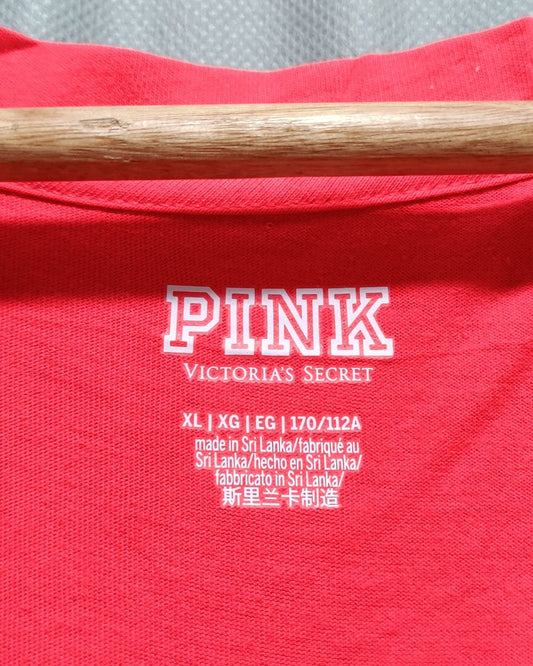 PINK
VICTORIA'S SECRET
XL | XG | EG | 170/112A
made in Sri Lanka/fabriqué au
Sri Lanka/hecho en Sri Lanka/
fabbricato in Sri Lanka/
斯里兰卡制造